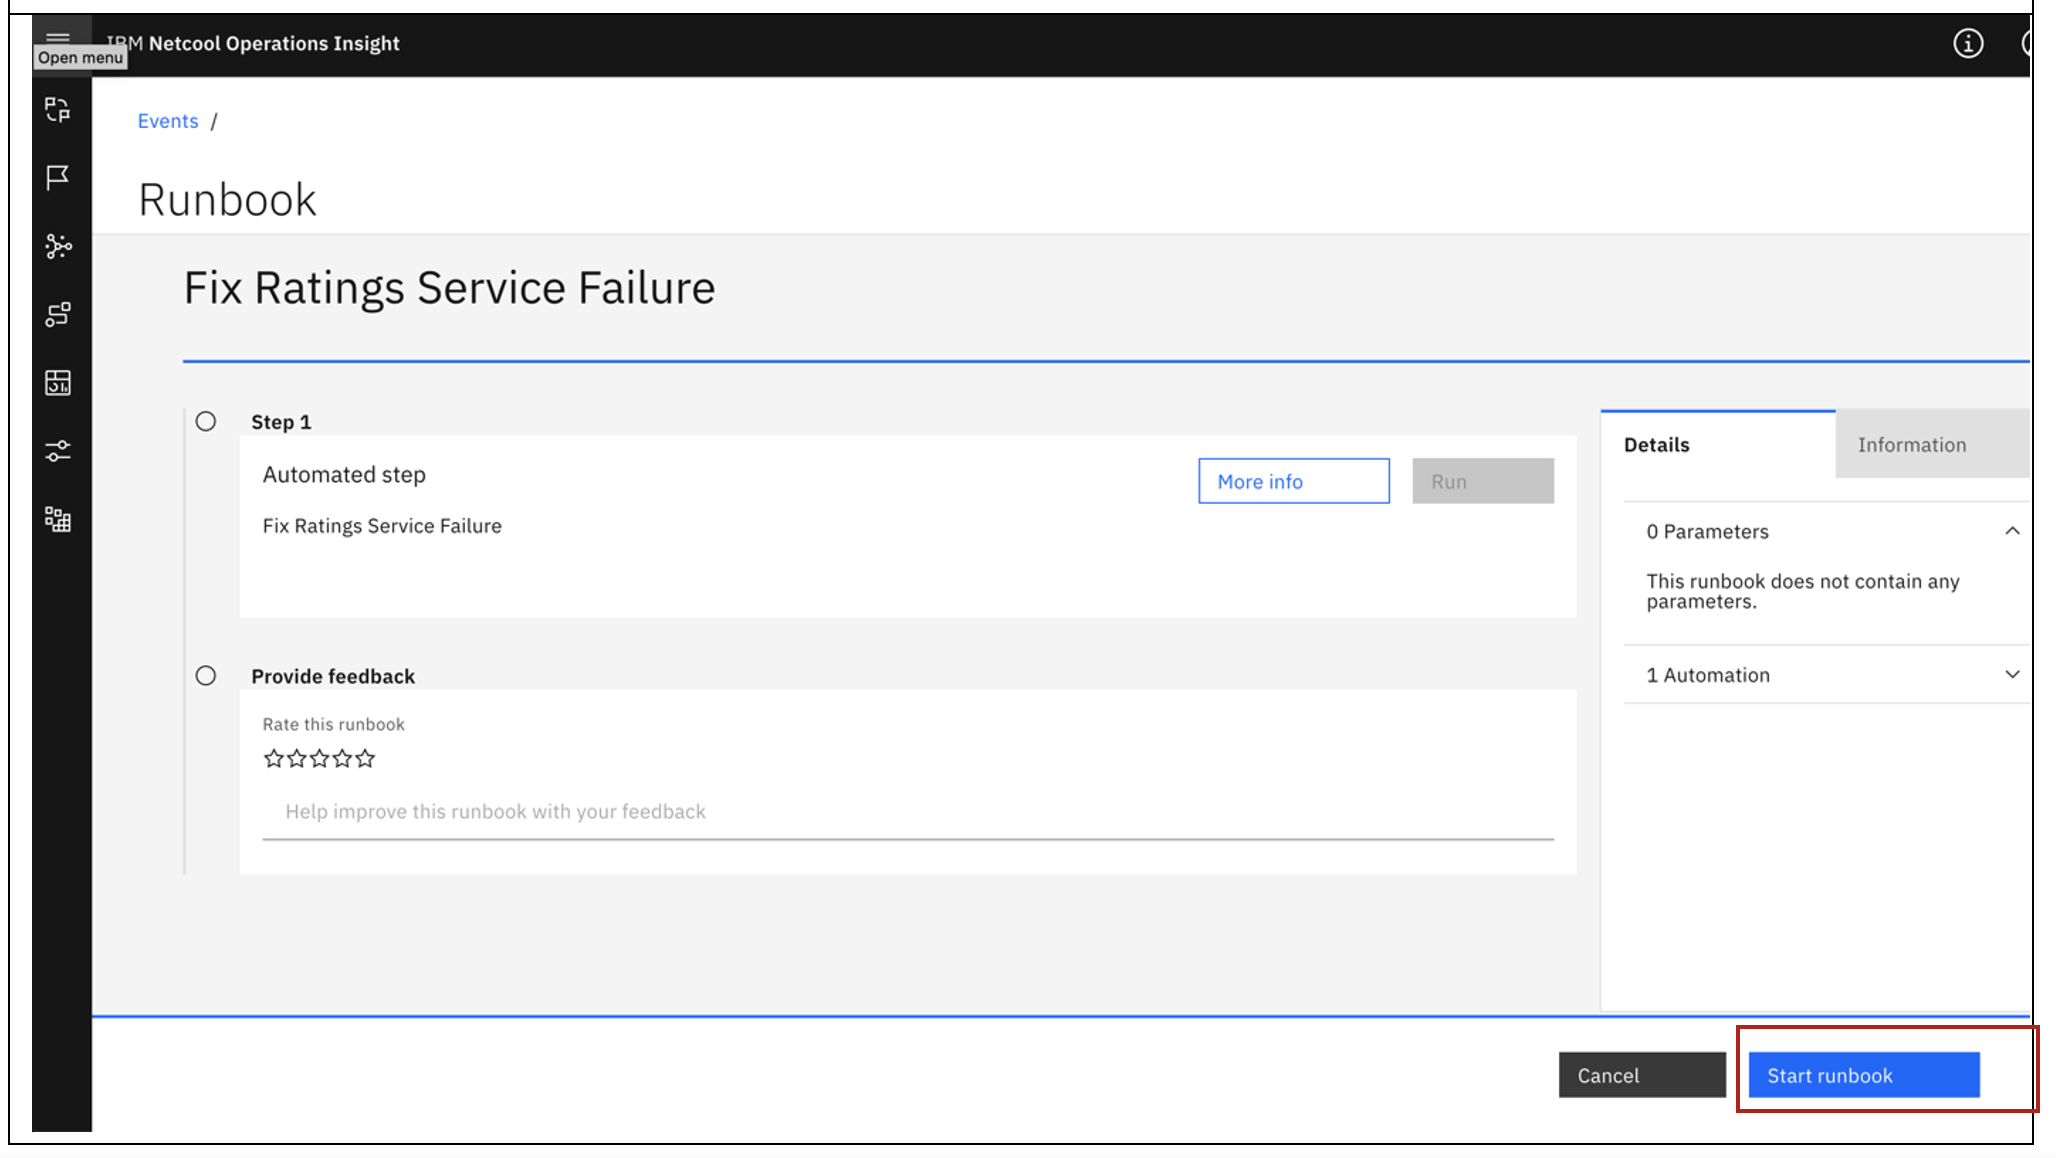 IBM Netcool Operations Insight
Open menu
Events /
Runbook
Fix Ratings Service Failure
Step 1
Automated step
More info
Run
Fix Ratings Service Failure
Provide feedback
Rate this runbook
Help improve this runbook with your feedback
Details
Information
0 Parameters
This runbook does not contain any
parameters.
1 Automation
Cancel
Start runbook